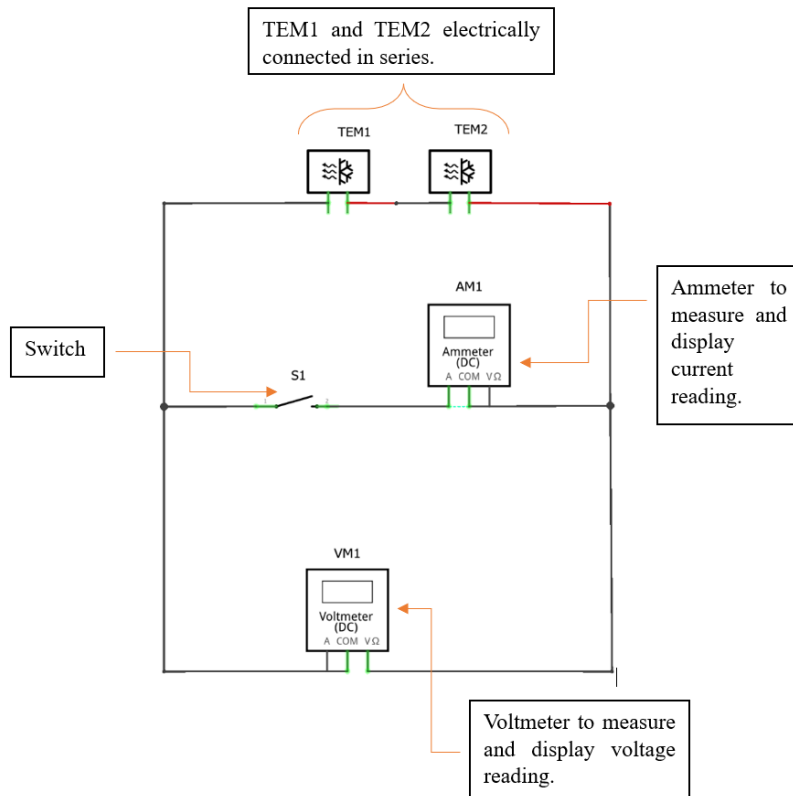 TEM1 and TEM2 electrically
connected in series.
TEM1
TEM2
AM1
Ammeter
(DC)
A COM VΩ
Ammeter to
measure and
display
current
reading.
Switch
S1
VM1
Voltmeter
(DC)
A COM VΩ
Voltmeter to measure
and display voltage
reading.